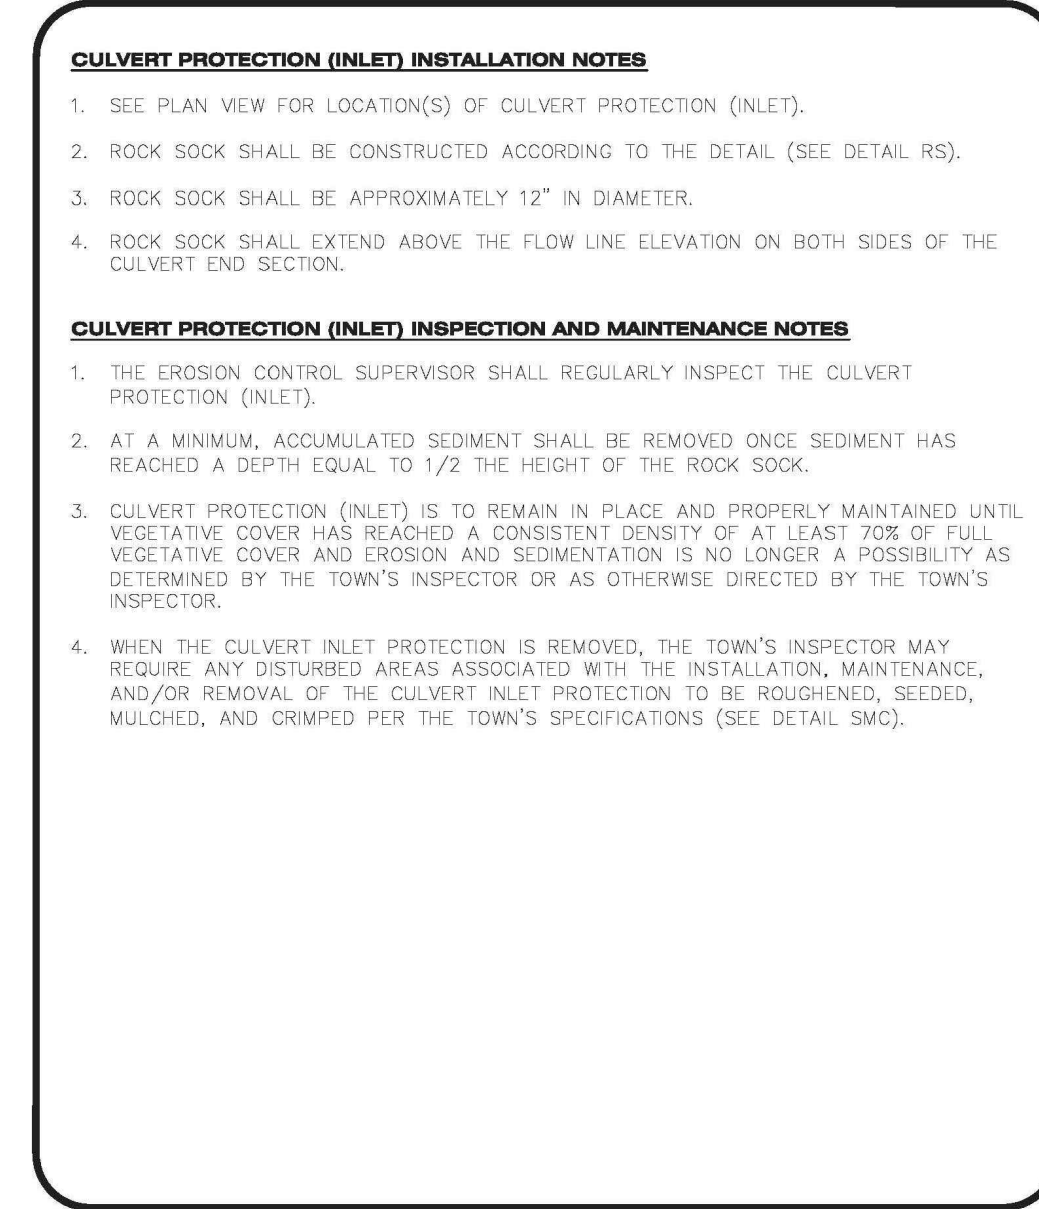 CULVERT PROTECTION (INLET) INSTALLATION NOTES
1. SEE PLAN VIEW FOR LOCATION(S) OF CULVERT PROTECTION (INLET).
2. ROCK SOCK SHALL BE CONSTRUCTED ACCORDING TO THE DETAIL (SEE DETAIL RS).
3. ROCK SOCK SHALL BE APPROXIMATELY 12" IN DIAMETER.
4. ROCK SOCK SHALL EXTEND ABOVE THE FLOW LINE ELEVATION ON BOTH SIDES OF THE
CULVERT END SECTION.
CULVERT PROTECTION (INLET) INSPECTION AND MAINTENANCE NOTES
1. THE EROSION CONTROL SUPERVISOR SHALL REGULARLY INSPECT THE CULVERT
PROTECTION (INLET).
2. AT A MINIMUM, ACCUMULATED SEDIMENT SHALL BE REMOVED ONCE SEDIMENT HAS
REACHED A DEPTH EQUAL TO 1/2 THE HEIGHT OF THE ROCK SOCK.
3. CULVERT PROTECTION (INLET) IS TO REMAIN IN PLACE AND PROPERLY MAINTAINED UNTIL
VEGETATIVE COVER HAS REACHED A CONSISTENT DENSITY OF AT LEAST 70% OF FULL
VEGETATIVE COVER AND EROSION AND SEDIMENTATION IS NO LONGER A POSSIBILITY AS
DETERMINED BY THE TOWN'S INSPECTOR OR AS OTHERWISE DIRECTED BY THE TOWN'S
INSPECTOR.
4. WHEN THE CULVERT INLET PROTECTION IS REMOVED, THE TOWN'S INSPECTOR MAY
REQUIRE ANY DISTURBED AREAS ASSOCIATED WITH THE INSTALLATION, MAINTENANCE,
AND/OR REMOVAL OF THE CULVERT INLET PROTECTION TO BE ROUGHENED, SEEDED,
MULCHED, AND CRIMPED PER THE TOWN'S SPECIFICATIONS (SEE DETAIL SMC).